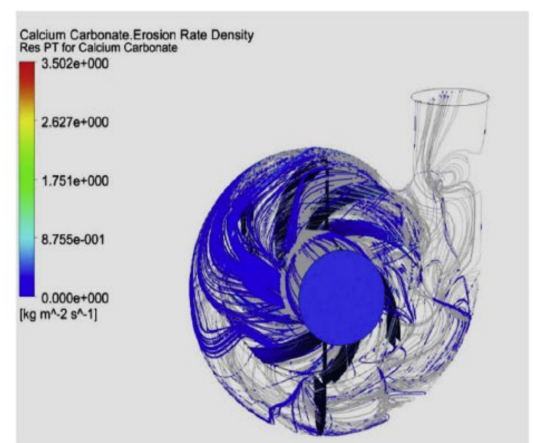 Calcium Carbonate.Erosion Rate Density
Res PT for Calcium Carbonate
3.502e+000
2.627e+000
1.751e+000
8.755e-001
0.000e+000
[kg m^-2 s^-1]